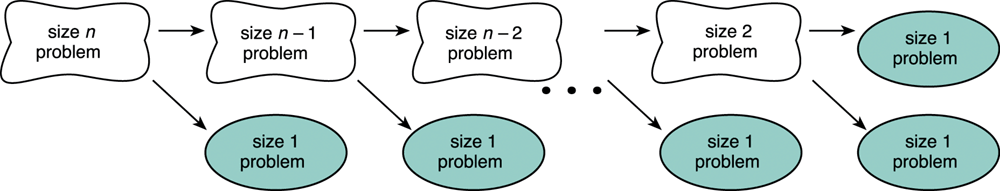 size n
problem
size n – 1
problem
size n – 2
problem
size 2
problem
size 1
problem
• • •
size 1
problem
size 1
problem
size 1
problem
size 1
problem